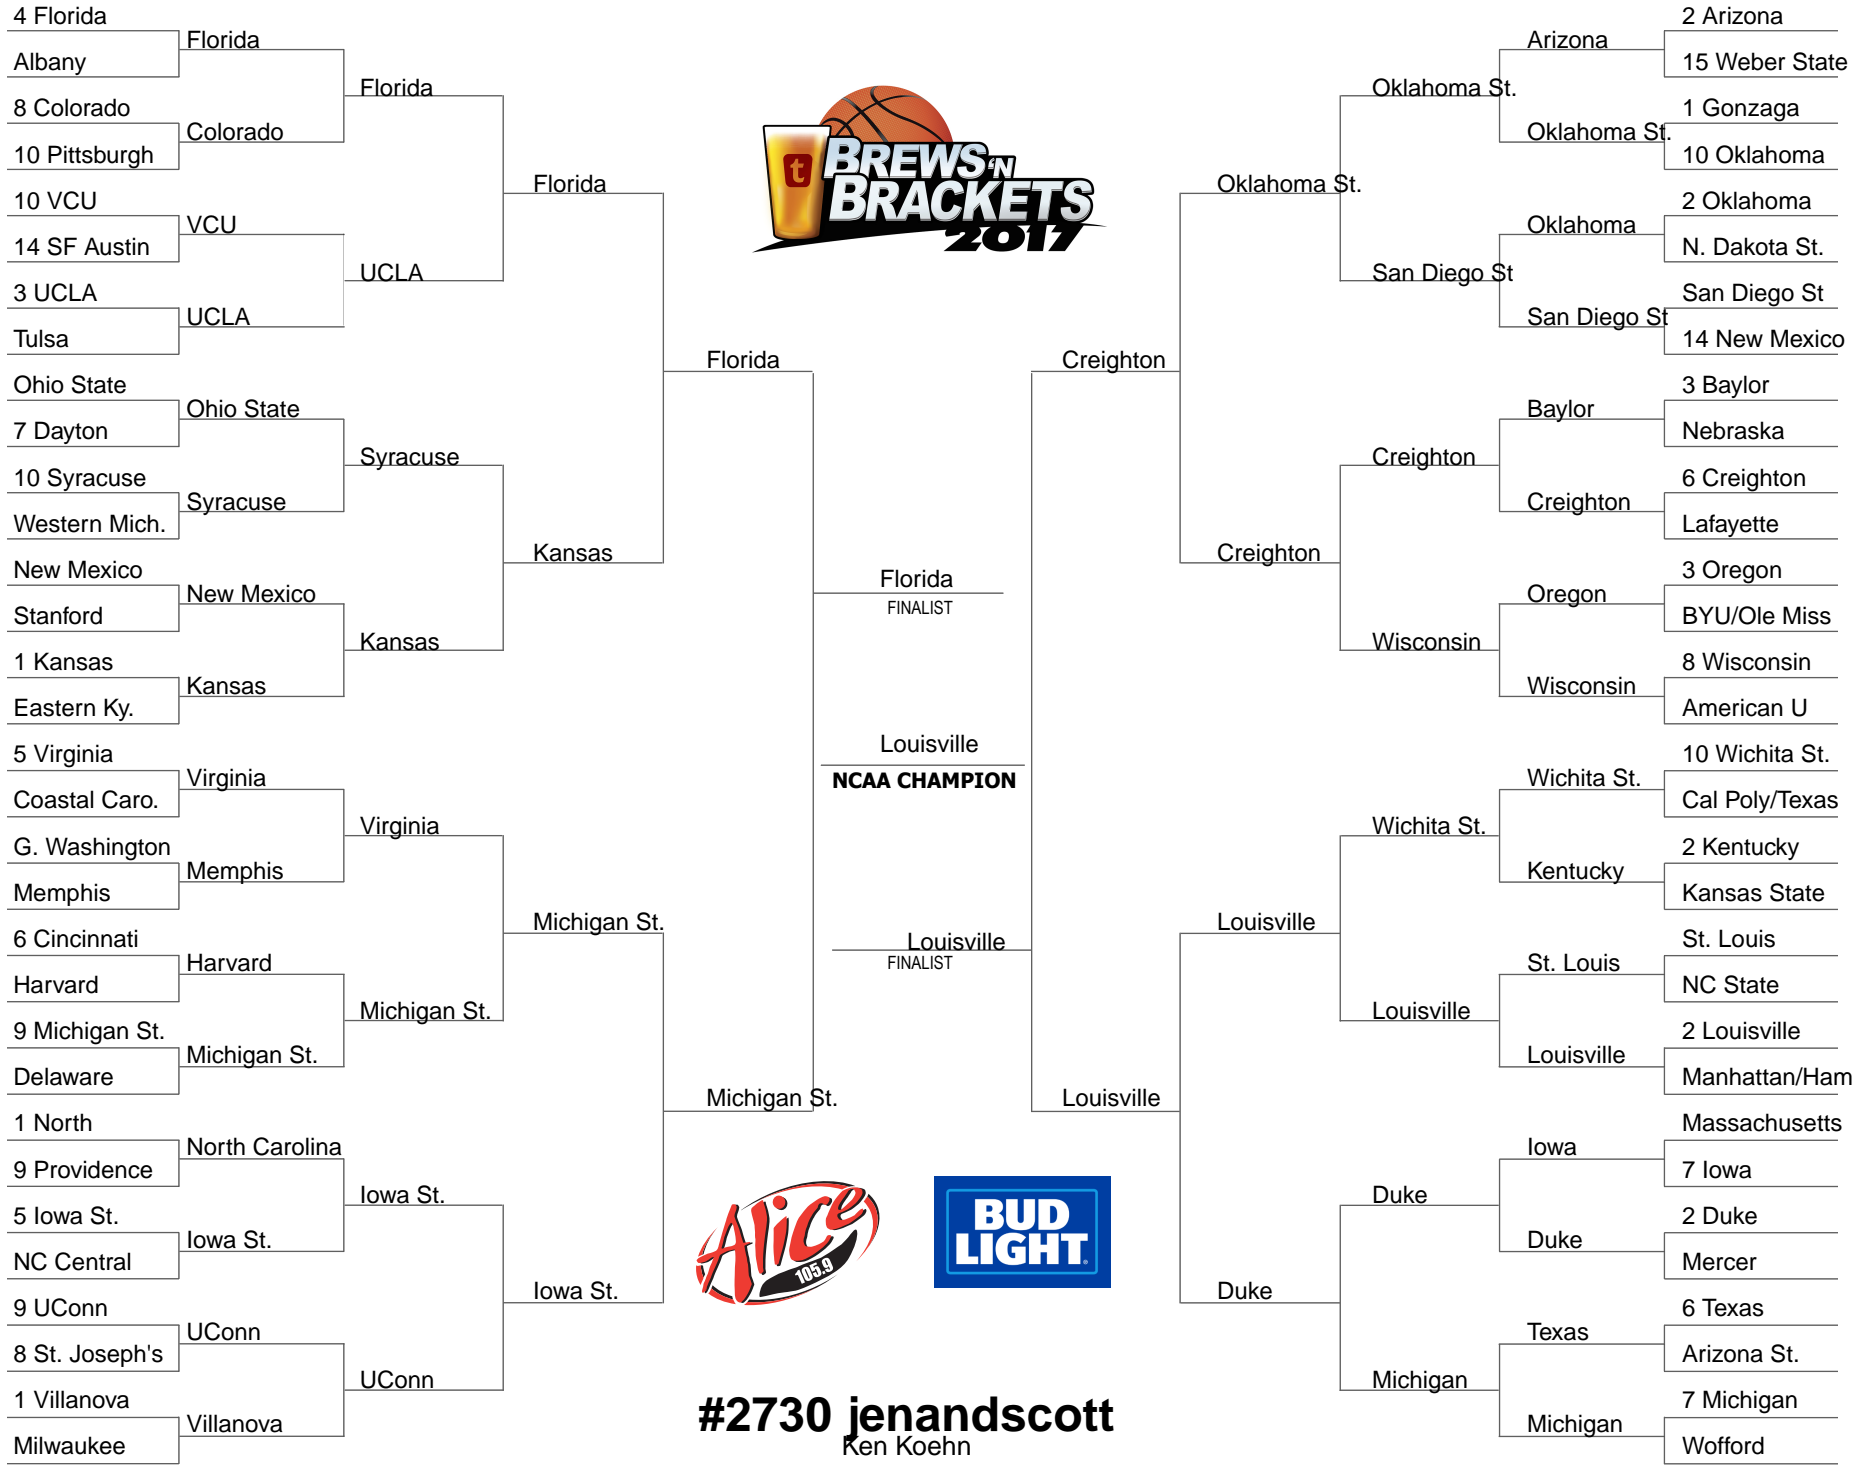 4 Florida
Albany
8 Colorado
10 Pittsburgh
10 VCU
14 SF Austin
3 UCLA
Tulsa
Ohio State
7 Dayton
10 Syracuse
Western Mich.
New Mexico
Stanford
1 Kansas
Eastern Ky.
5 Virginia
Coastal Caro.
G. Washington
Memphis
6 Cincinnati
Harvard
9 Michigan St.
Delaware
1 North
9 Providence
5 Iowa St.
NC Central
9 UConn
8 St. Joseph's
1 Villanova
Milwaukee
Florida
Colorado
VCU
UCLA
Ohio State
Syracuse
New Mexico
Kansas
Virginia
Memphis
Harvard
Michigan St.
North Carolina
Iowa St.
UConn
Villanova
Florida
UCLA
Syracuse
Kansas
Virginia
Michigan St.
Iowa St.
UConn
Florida
Kansas
Michigan St.
Iowa St.
Florida
Michigan St.
t
BREWS 'N
BRACKETS
2017
Florida
FINALIST
Louisville
NCAA CHAMPION
Louisville
FINALIST
Alice
105.9
BUD
LIGHT
#2730 jenandscott
Ken Koehn
Creighton
Louisville
Oklahoma St.
Creighton
Louisville
Duke
Oklahoma St.
San Diego St
Creighton
Wisconsin
Wichita St.
Louisville
Duke
Michigan
Arizona
Oklahoma St.
Oklahoma
San Diego St
Baylor
Creighton
Oregon
Wisconsin
Wichita St.
Kentucky
St. Louis
Louisville
Iowa
Duke
Texas
Michigan
2 Arizona
15 Weber State
1 Gonzaga
10 Oklahoma
2 Oklahoma
N. Dakota St.
San Diego St
14 New Mexico
3 Baylor
Nebraska
6 Creighton
Lafayette
3 Oregon
BYU/Ole Miss
8 Wisconsin
American U
10 Wichita St.
Cal Poly/Texas
2 Kentucky
Kansas State
St. Louis
NC State
2 Louisville
Manhattan/Ham
Massachusetts
7 Iowa
2 Duke
Mercer
6 Texas
Arizona St.
7 Michigan
Wofford